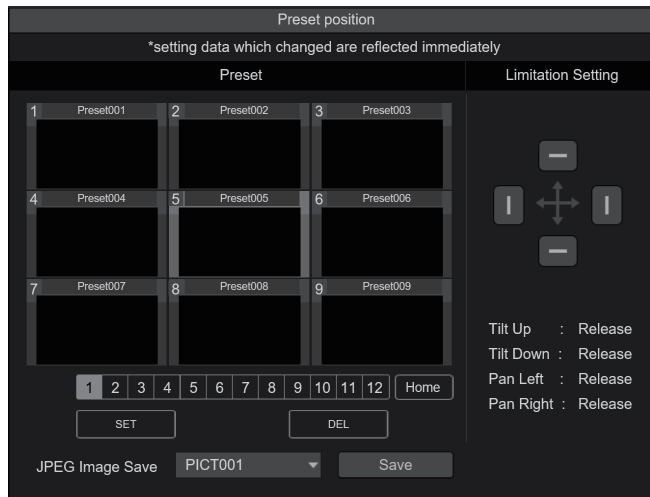 Preset position
*setting data which changed are reflected immediately
Preset
Limitation Setting
1 Preset001 2 Preset002 3 Preset003
4 Preset004 5 Preset005 6 Preset006
7 Preset007 8 Preset008 9 Preset009
1 2 3 4 5 6 7 8 9 10 11 12 Home
SET DEL
JPEG Image Save PICT001 Save
Tilt Up : Release
Tilt Down : Release
Pan Left : Release
Pan Right : Release